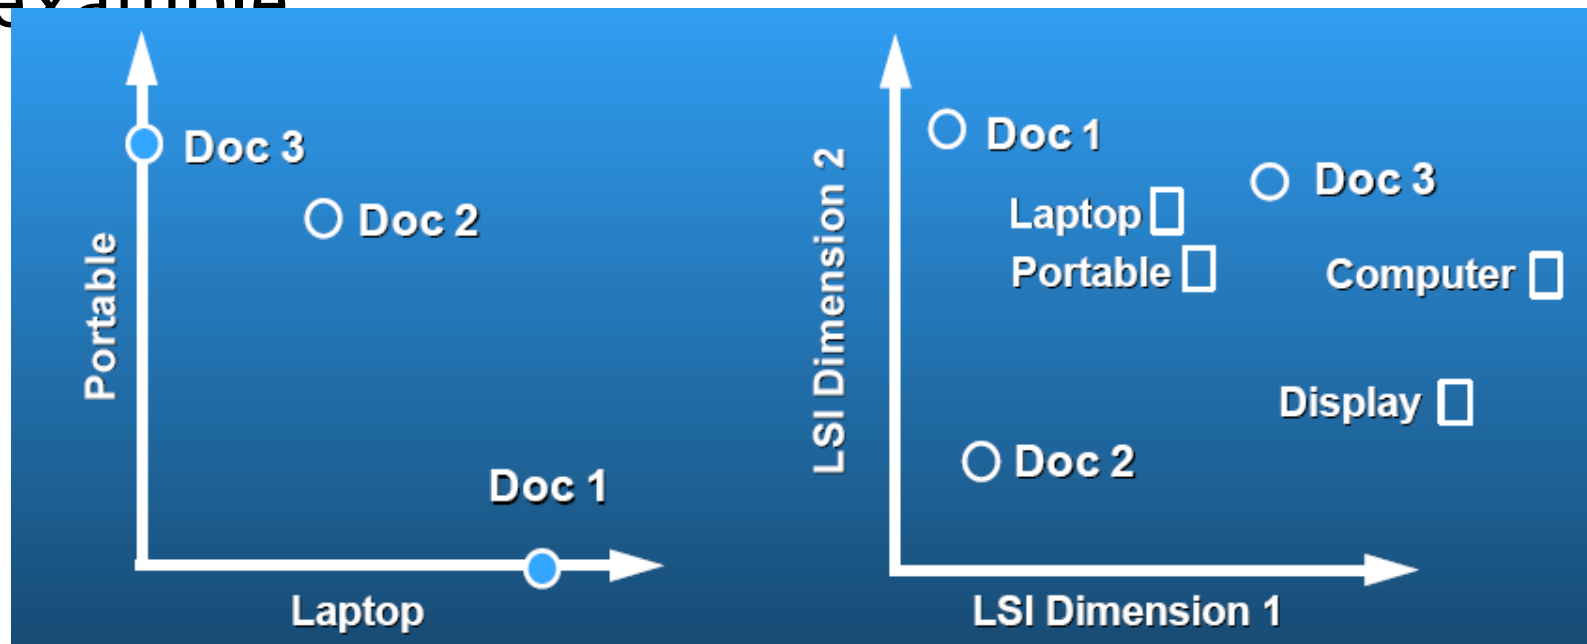 example
Doc 3
Doc 2
Portable
Doc 1
Laptop
Doc 1
Doc 3
Laptop
Portable
Computer
LSI Dimension 2
Display
Doc 2
LSI Dimension 1